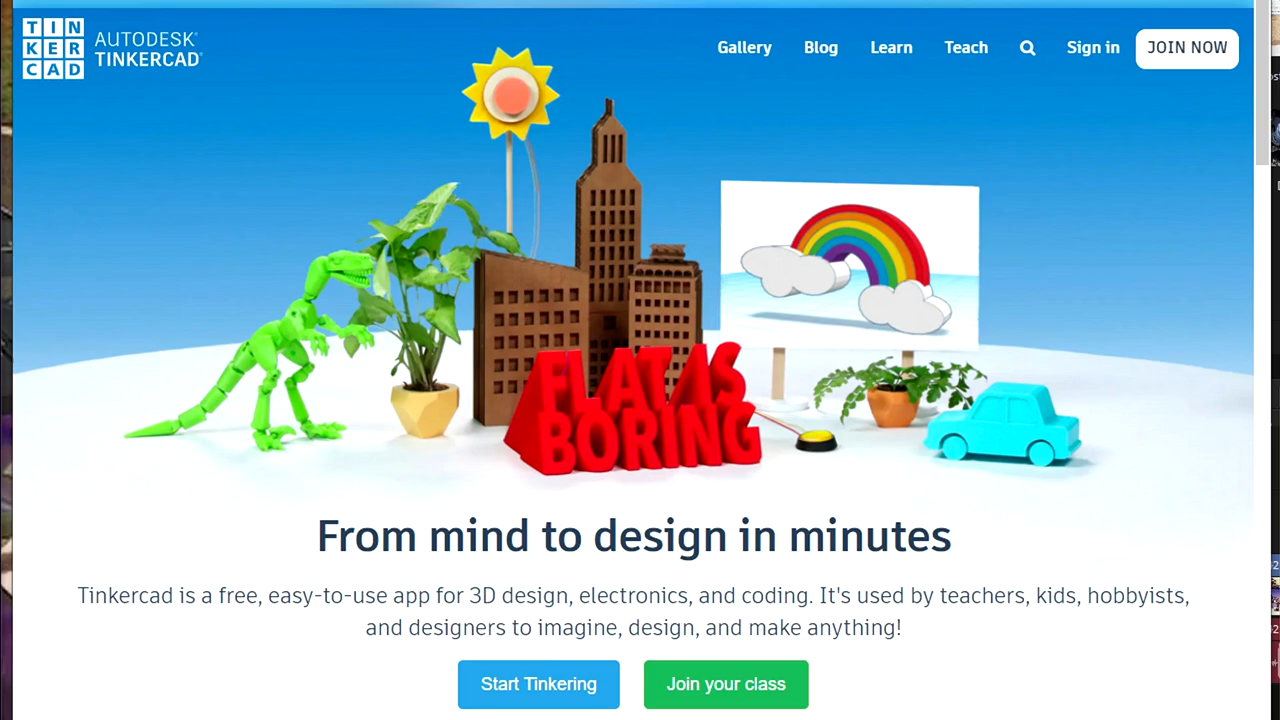 TIN
KER
CAD
AUTODESK®
TINKERCAD®
Gallery Blog Learn Teach Sign in JOIN NOW
FLAT IS
BORING
From mind to design in minutes
Tinkercad is a free, easy-to-use app for 3D design, electronics, and coding. It's used by teachers, kids, hobbyists,
and designers to imagine, design, and make anything!
Start Tinkering Join your class